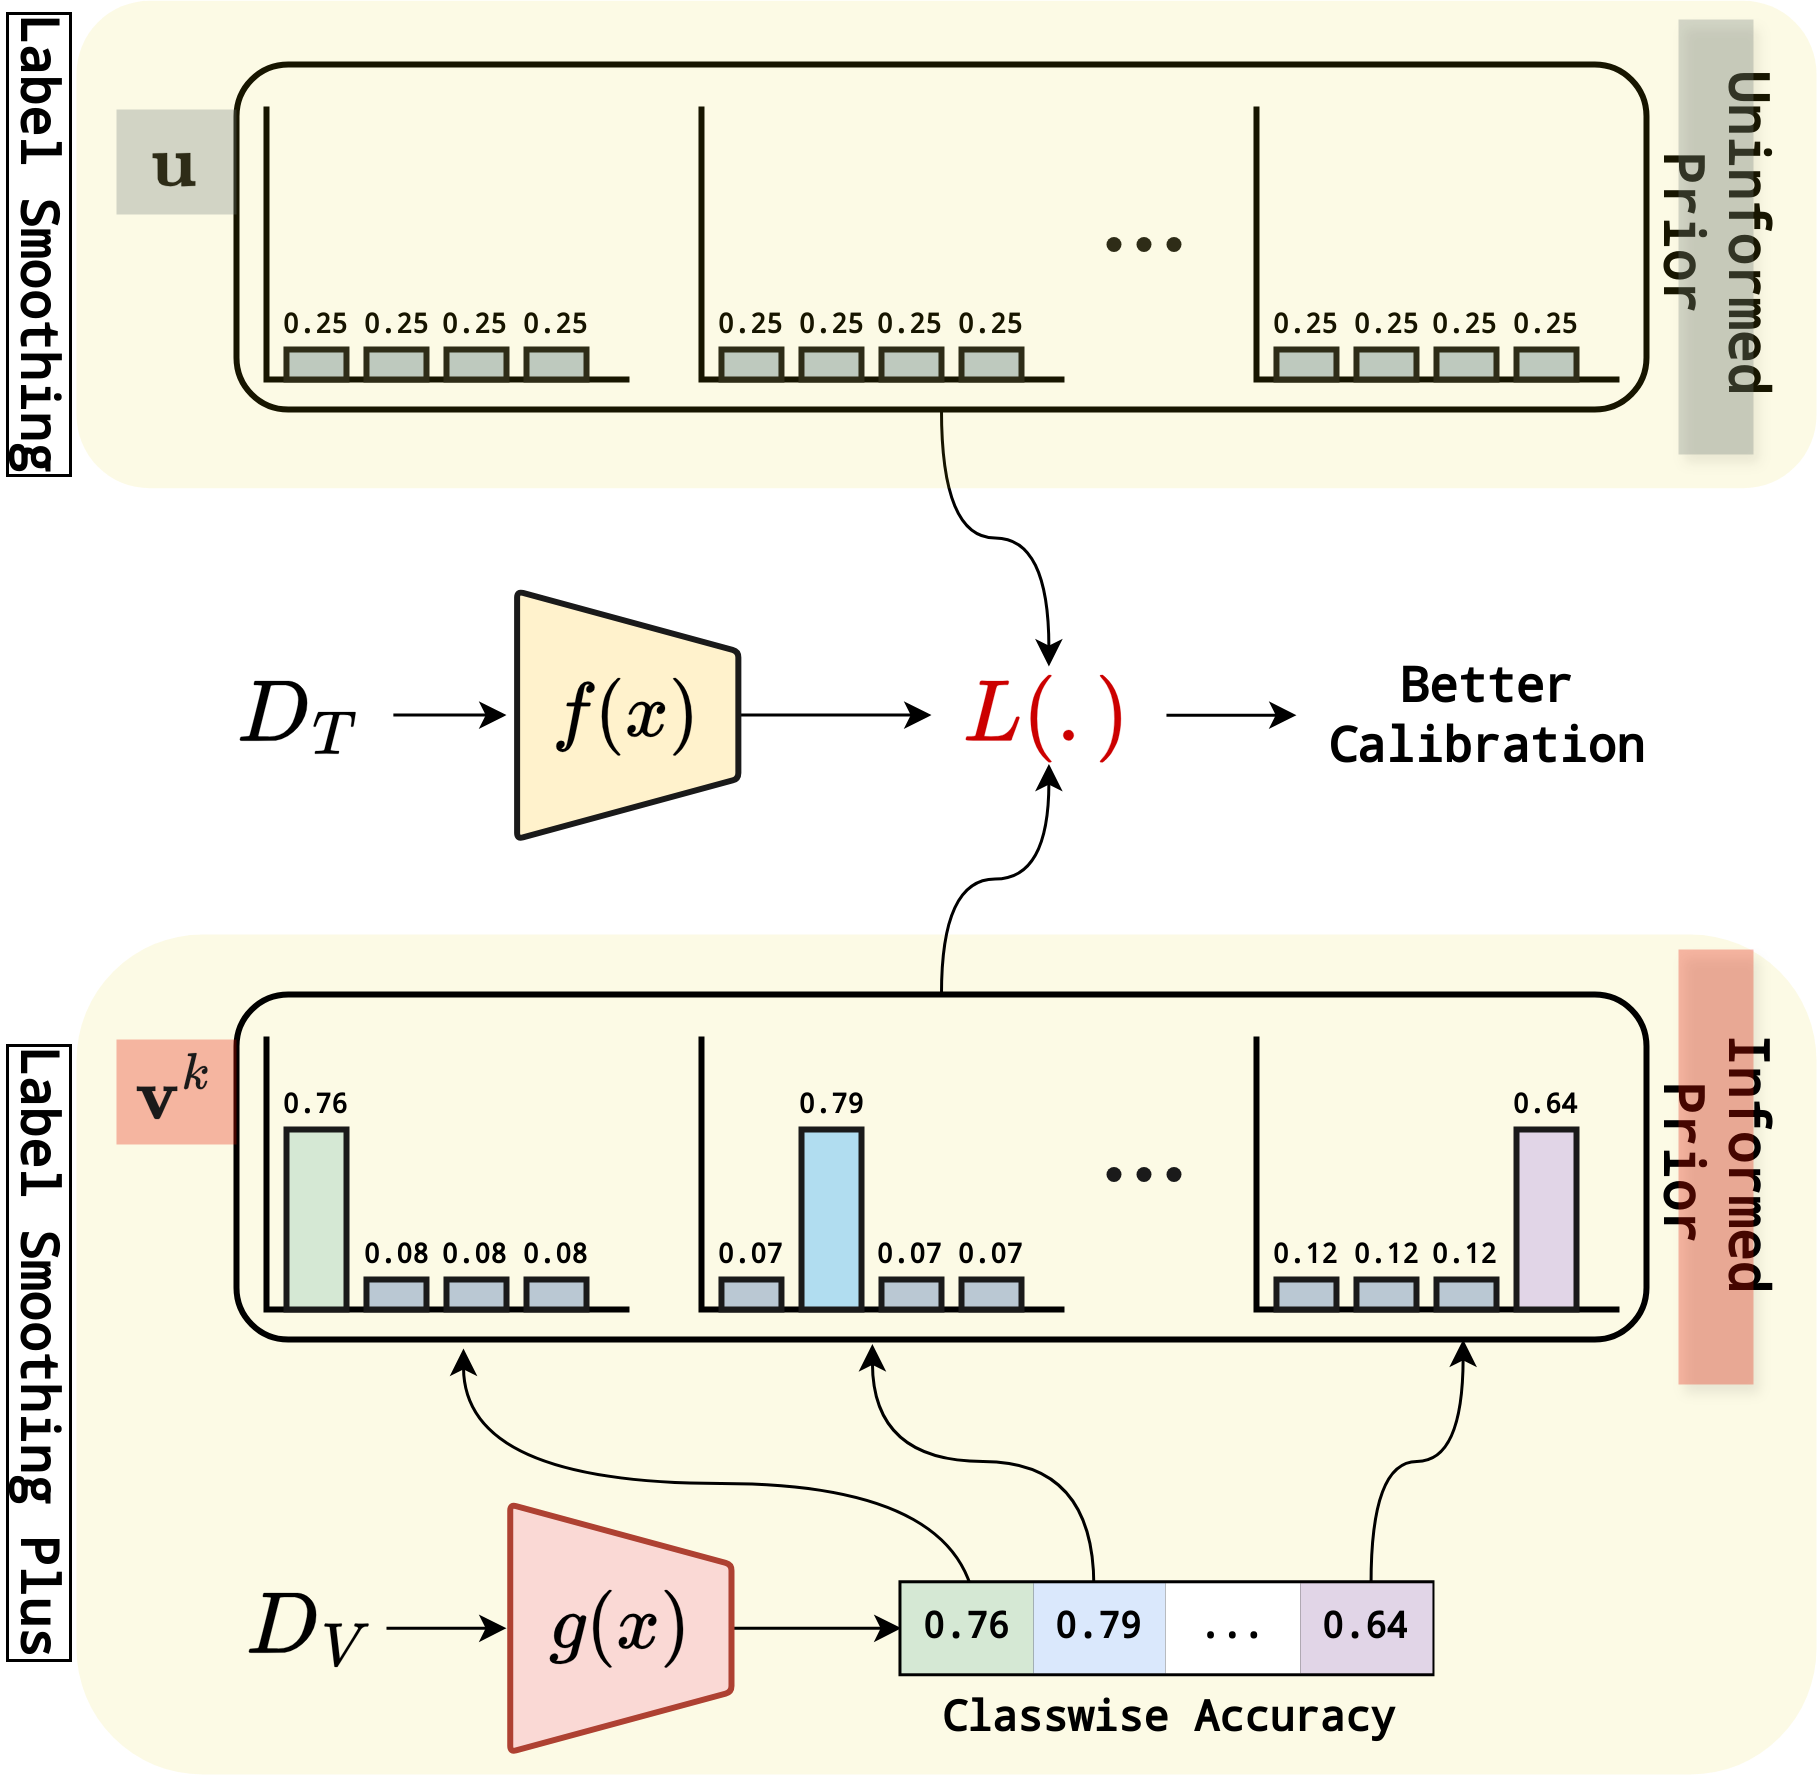 Label Smoothing
u
0.25 0.25 0.25 0.25
0.25 0.25 0.25 0.25
...
0.25 0.25 0.25 0.25
Uninformed
Prior
D_T
f(x)
L(.)
Better
Calibration
Label Smoothing Plus
v^k
0.76 0.08 0.08 0.08
0.07 0.79 0.07 0.07
...
0.12 0.12 0.12 0.64
Informed
Prior
D_V
g(x)
0.76 0.79 ... 0.64
Classwise Accuracy